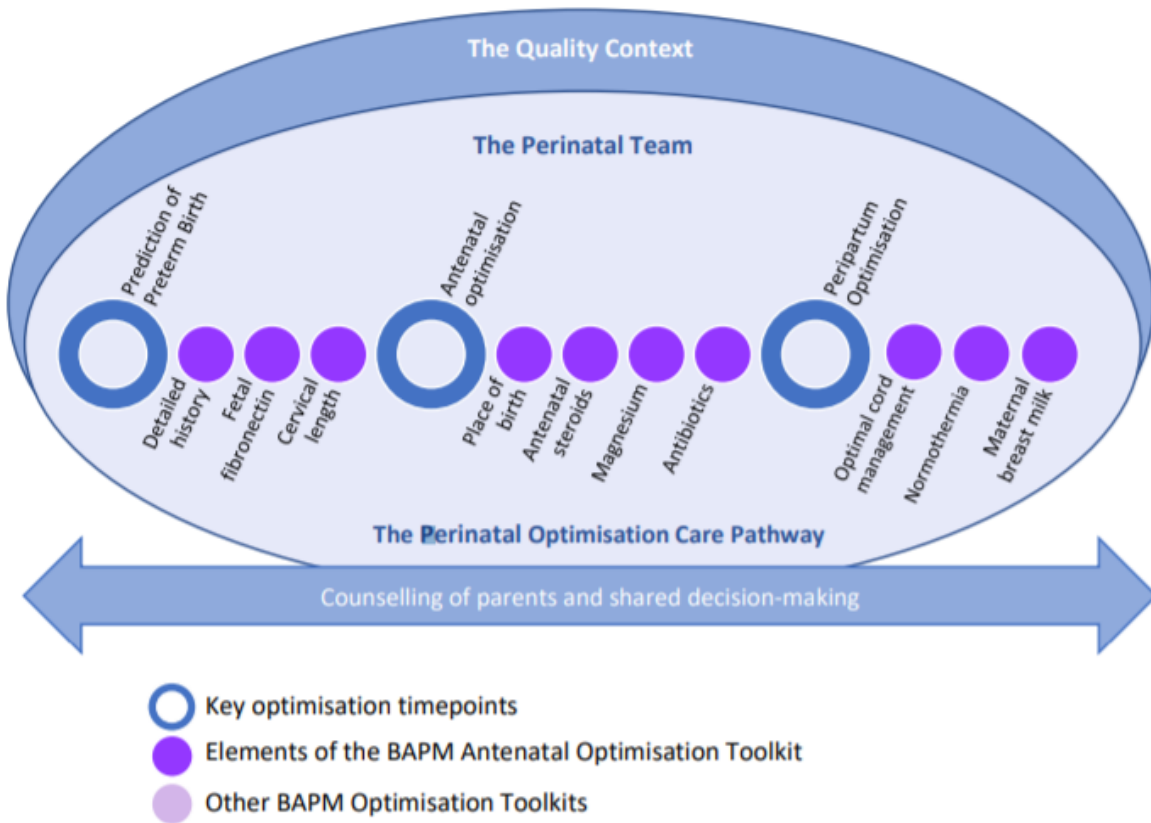 The Quality Context
The Perinatal Team
Prediction of
Preterm Birth
Antenatal
optimisation
Peripartum
Optimisation
Detailed
history
Fetal
fibronectin
Cervical
length
Place of
birth
Antenatal
steroids
Magnesium
Antibiotics
Optimal cord
management
Normothermia
Maternal
breast milk
The Perinatal Optimisation Care Pathway
Counselling of parents and shared decision-making
Key optimisation timepoints
Elements of the BAPM Antenatal Optimisation Toolkit
Other BAPM Optimisation Toolkits